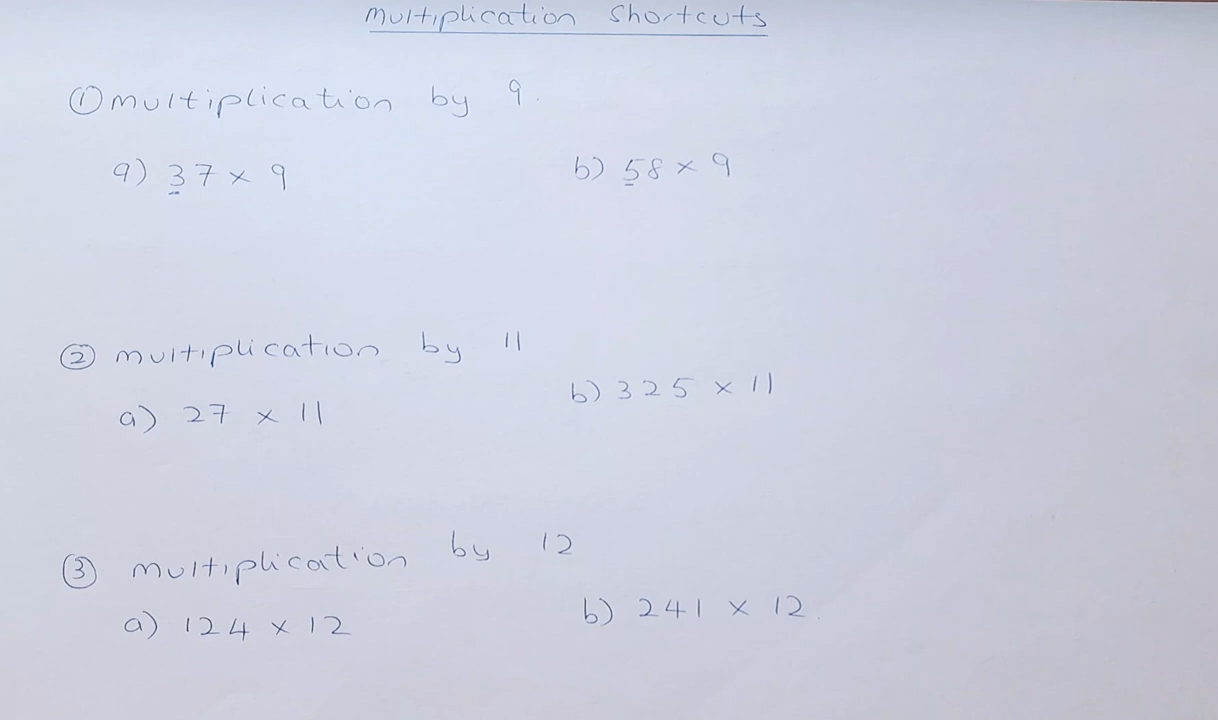 Multiplication Shortcuts
① multiplication by 9.
a) 37 × 9 b) 58 × 9
② multiplication by 11
a) 27 × 11 b) 325 × 11
③ multiplication by 12
a) 124 × 12 b) 241 × 12.